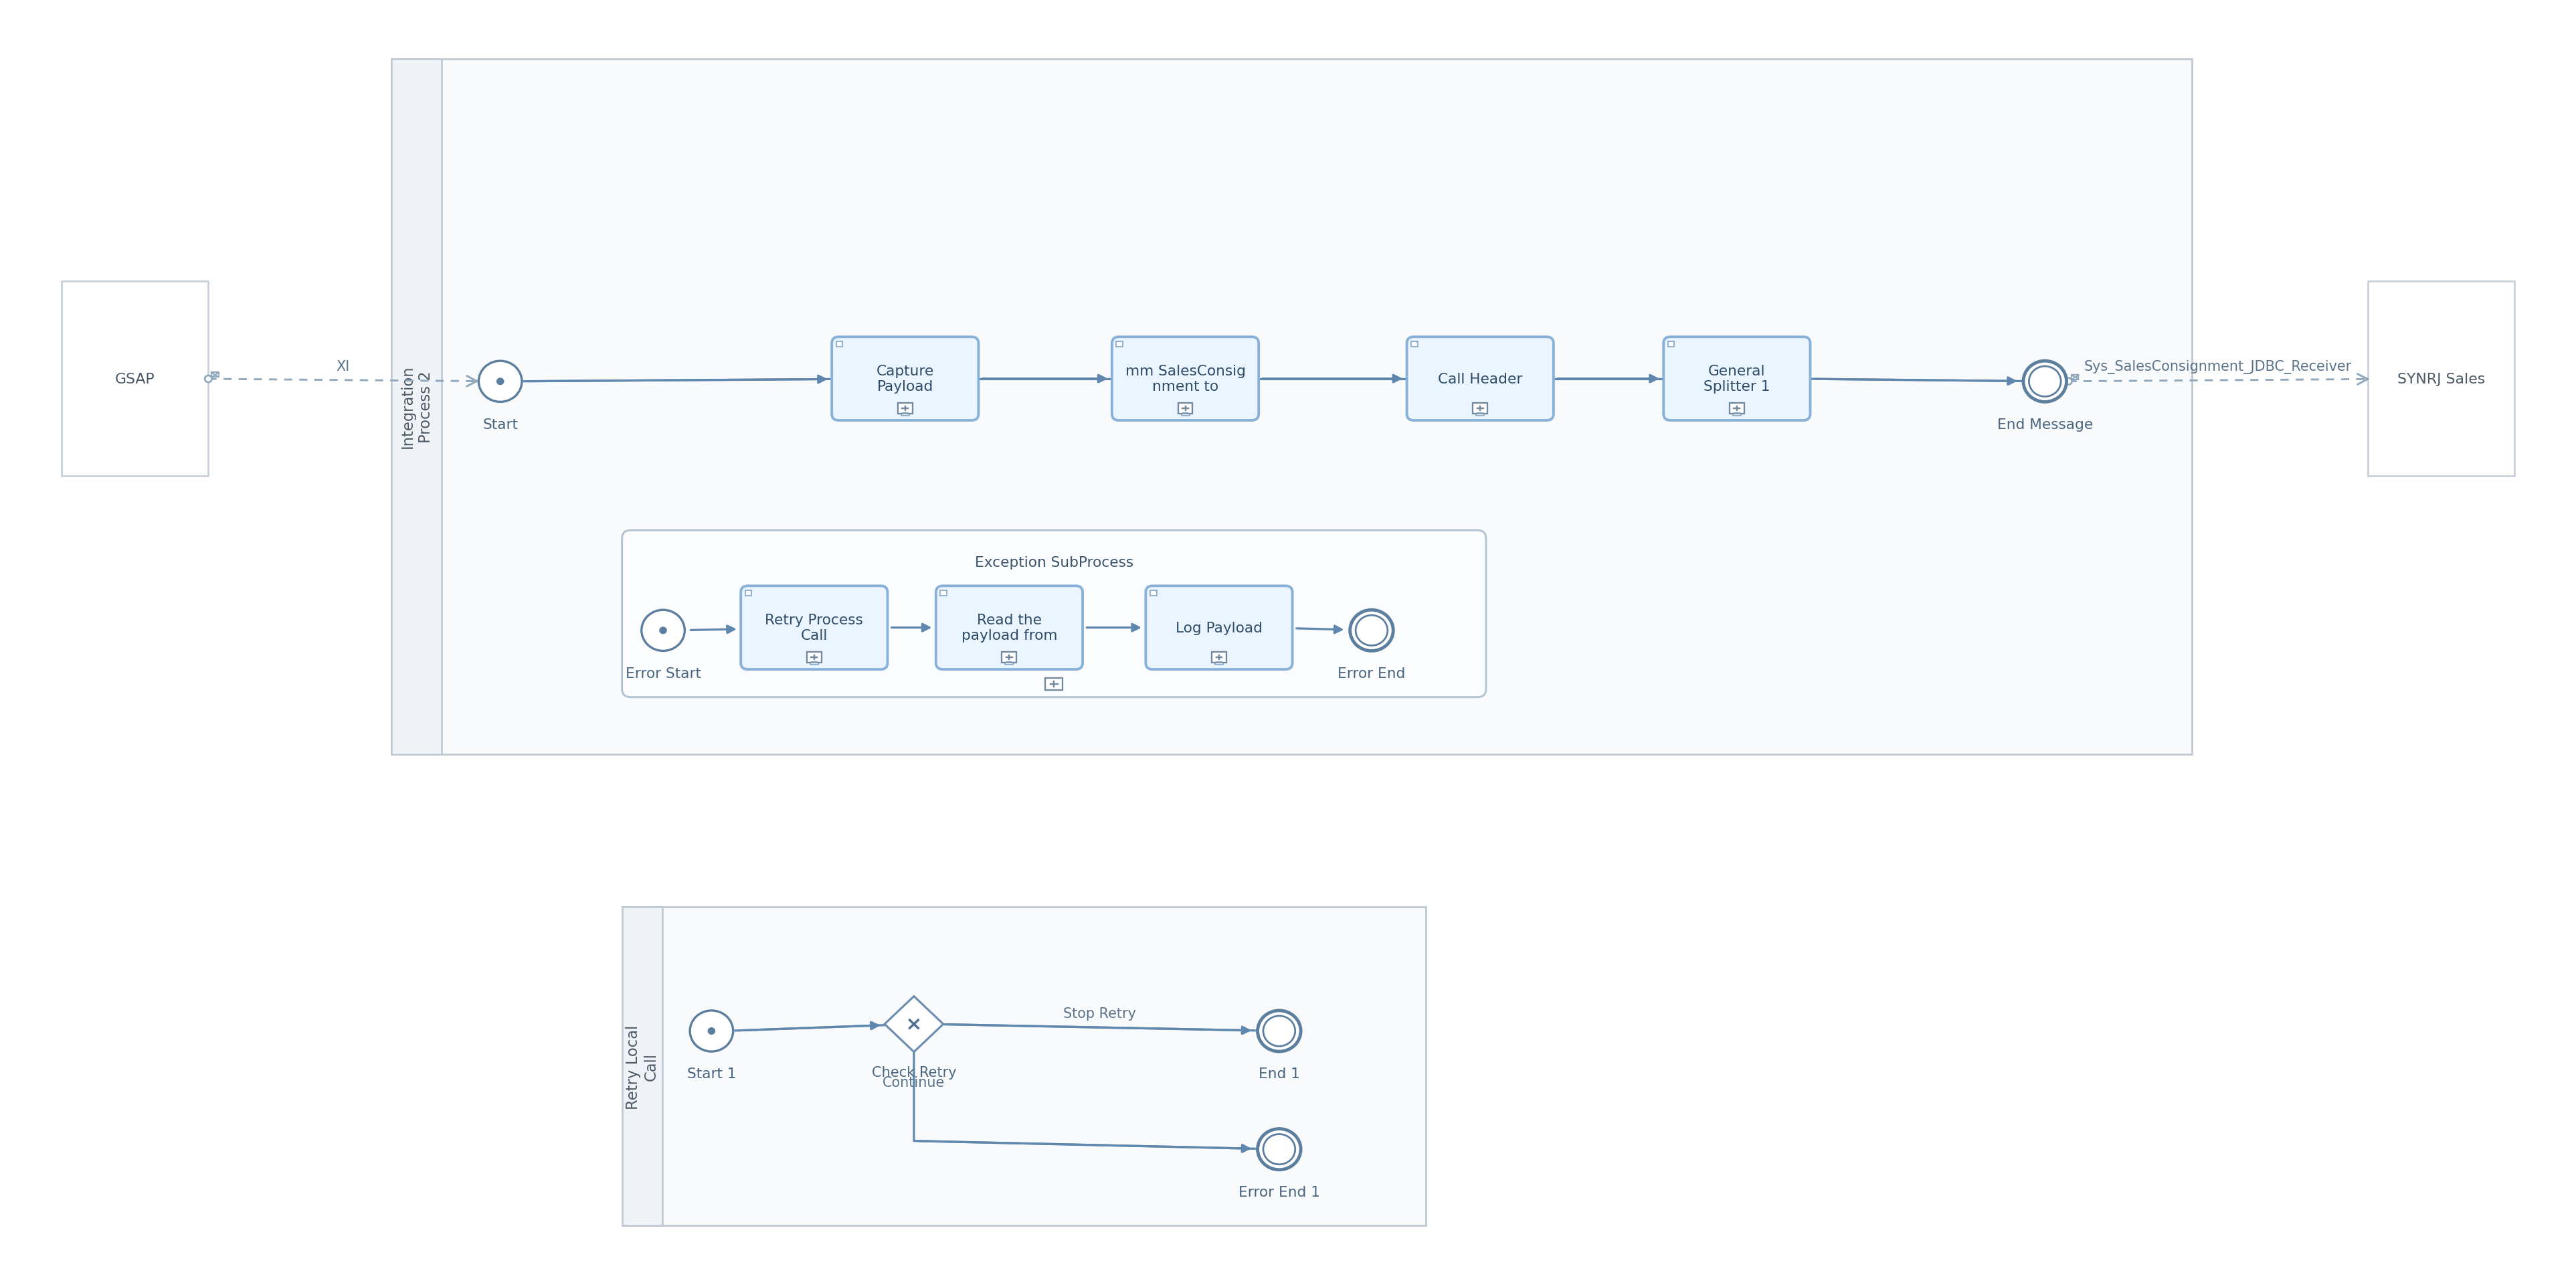 GSAP
XI
Integration
Process 2
Start
Capture
Payload
mm SalesConsig
nment to
Call Header
General
Splitter 1
End Message
Sys_SalesConsignment_JDBC_Receiver
SYNRJ Sales
Exception SubProcess
Error Start
Retry Process
Call
Read the
payload from
Log Payload
Error End
Retry Local
Call
Start 1
Check Retry
Continue
Stop Retry
End 1
Error End 1